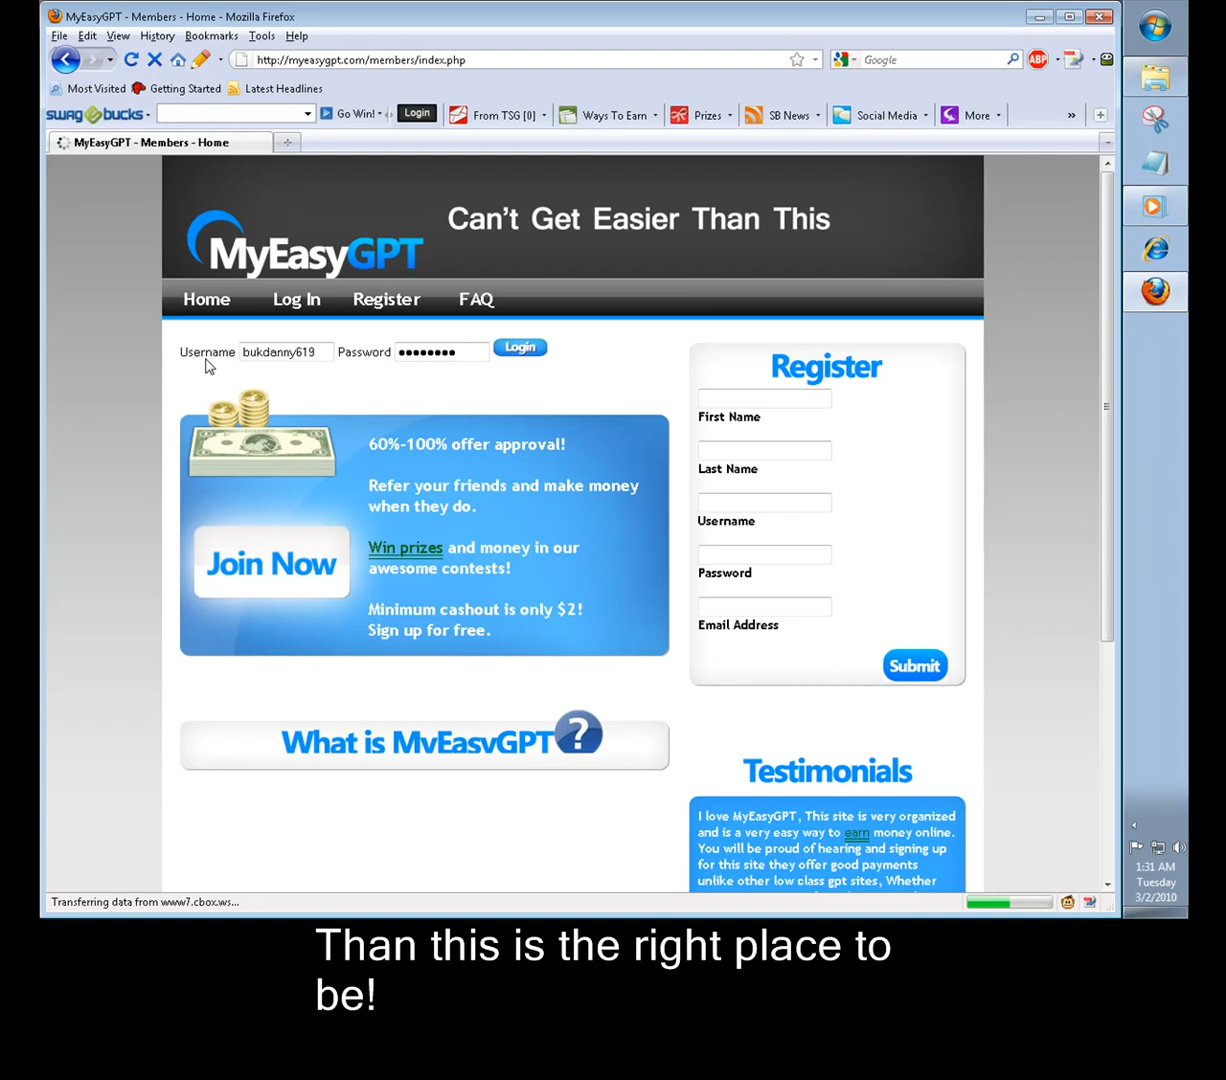 MyEasyGPT - Members - Home - Mozilla Firefox
File Edit View History Bookmarks Tools Help
http://myeasygpt.com/members/index.php
Google
ABP
Most Visited Getting Started Latest Headlines
swagbucks Go Win! Login From TSG [0] Ways To Earn Prizes SB News Social Media More »
MyEasyGPT - Members - Home
Can't Get Easier Than This
MyEasyGPT
Home Log In Register FAQ
Username bukdanny619 Password ●●●●●●●● Login
60%-100% offer approval!
Refer your friends and make money
when they do.
Win prizes and money in our
awesome contests!
Minimum cashout is only $2!
Sign up for free.
Join Now
What is MyEasyGPT ?
Register
First Name
Last Name
Username
Password
Email Address
Submit
Testimonials
I love MyEasyGPT, This site is very organized
and is a very easy way to earn money online.
You will be proud of hearing and signing up
for this site they offer good payments
unlike other low class gpt sites, Whether
Transferring data from www7.cbox.ws...
1:31 AM
Tuesday
3/2/2010
Than this is the right place to
be!